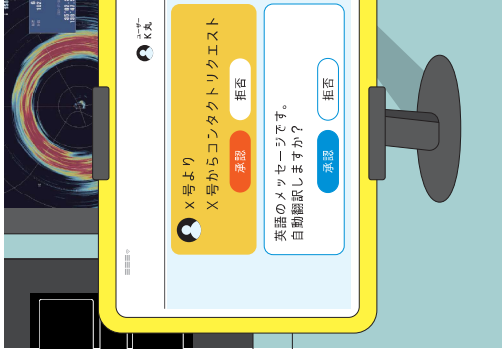 ユーザー
K丸
X号より
X号からコンタクトリクエスト
承認
拒否
英語のメッセージです。
自動翻訳しますか？
承認
拒否